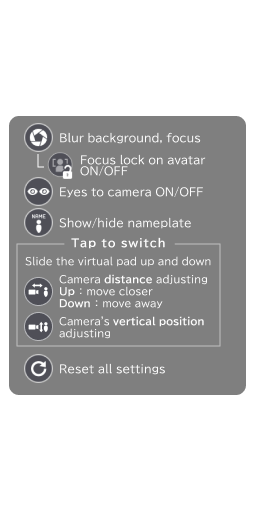 Blur background, focus
Focus lock on avatar
ON/OFF
Eyes to camera ON/OFF
NAME
Show/hide nameplate
Tap to switch
Slide the virtual pad up and down
Camera distance adjusting
Up : move closer
Down : move away
Camera's vertical position
adjusting
Reset all settings